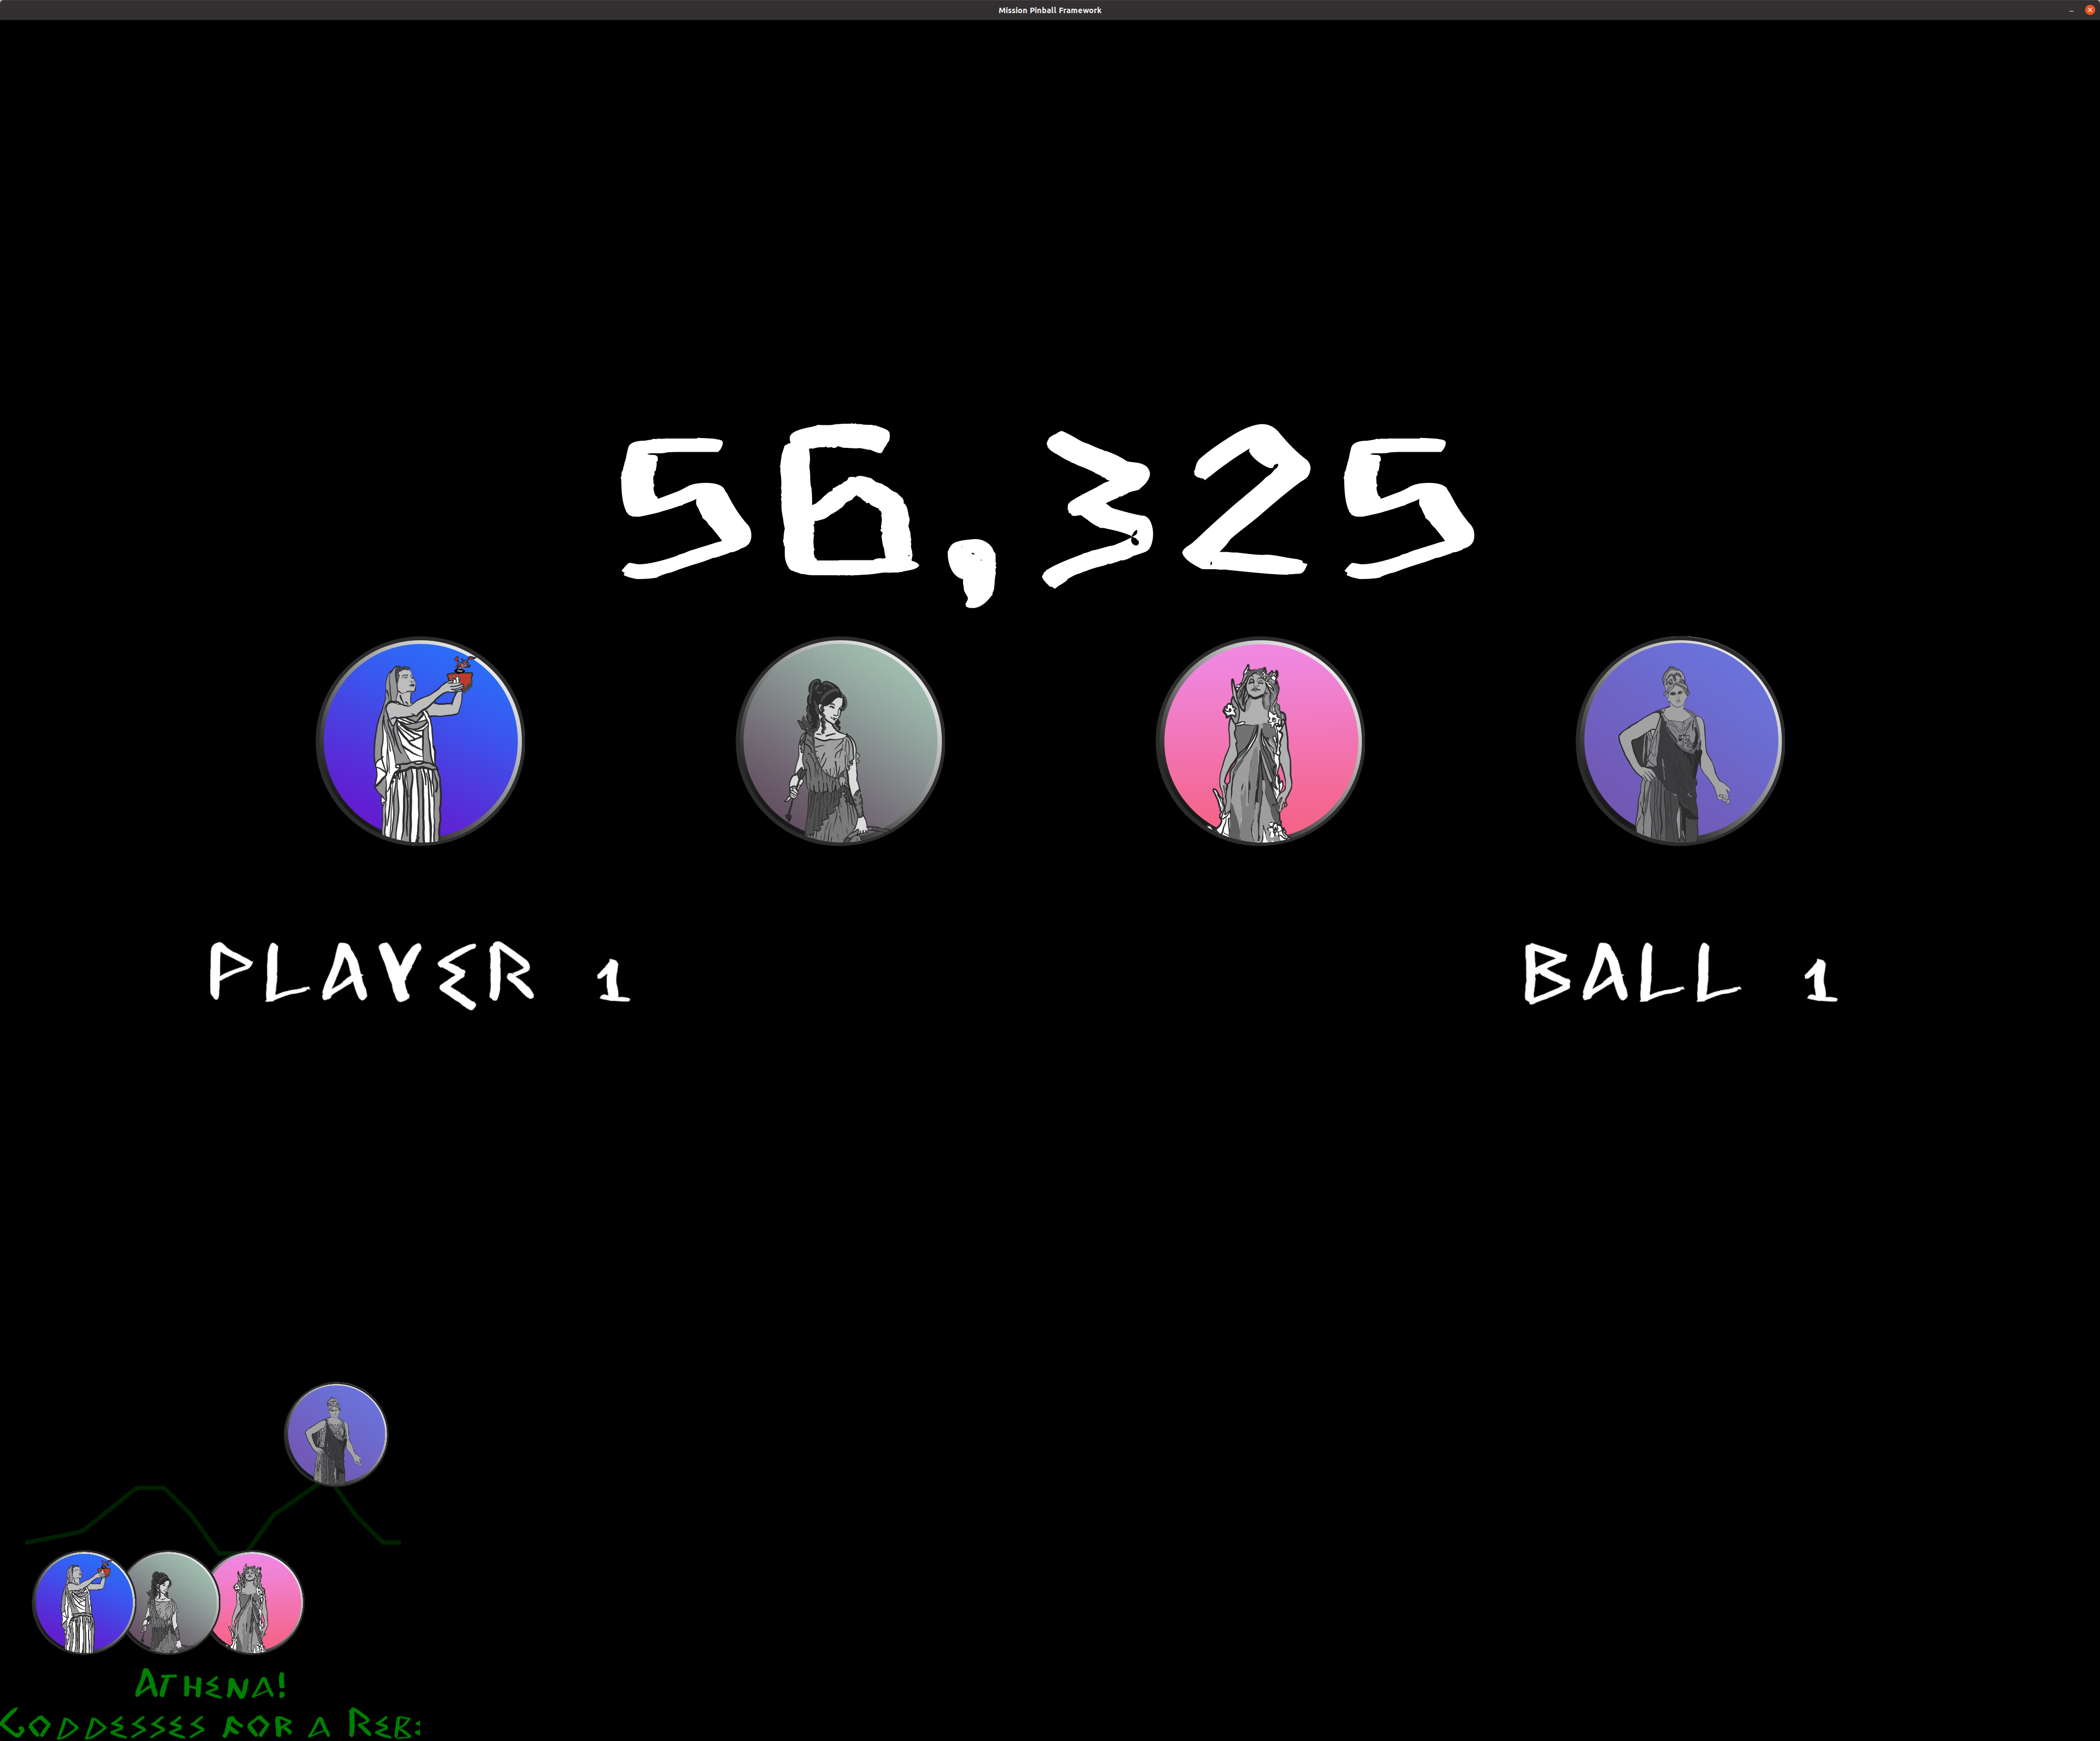 Mission Pinball Framework
56,325
PLAYER 1
BALL 1
Athena!
Goddesses for a Reb: